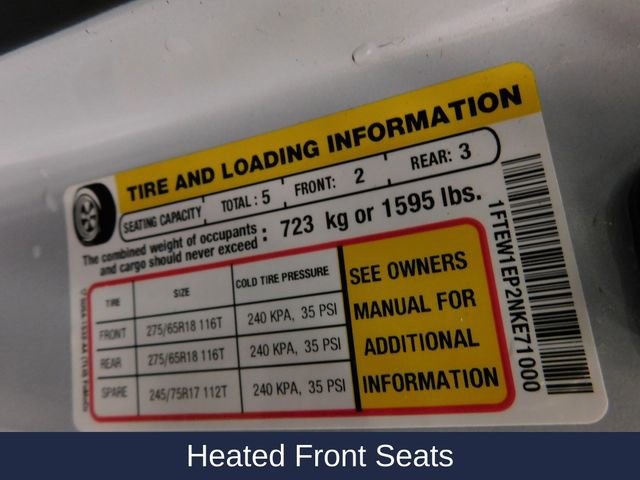 TIRE AND LOADING INFORMATION
SEATING CAPACITY TOTAL : 5 FRONT: 2 REAR: 3
The combined weight of occupants
and cargo should never exceed : 723 kg or 1595 lbs.
TIRE SIZE COLD TIRE PRESSURE
FRONT 275/65R18 116T 240 KPA, 35 PSI
REAR 275/65R18 116T 240 KPA, 35 PSI
SPARE 245/75R17 112T 240 KPA, 35 PSI
SEE OWNERS
MANUAL FOR
ADDITIONAL
INFORMATION
1FTEW1EP2NKE71000
Heated Front Seats